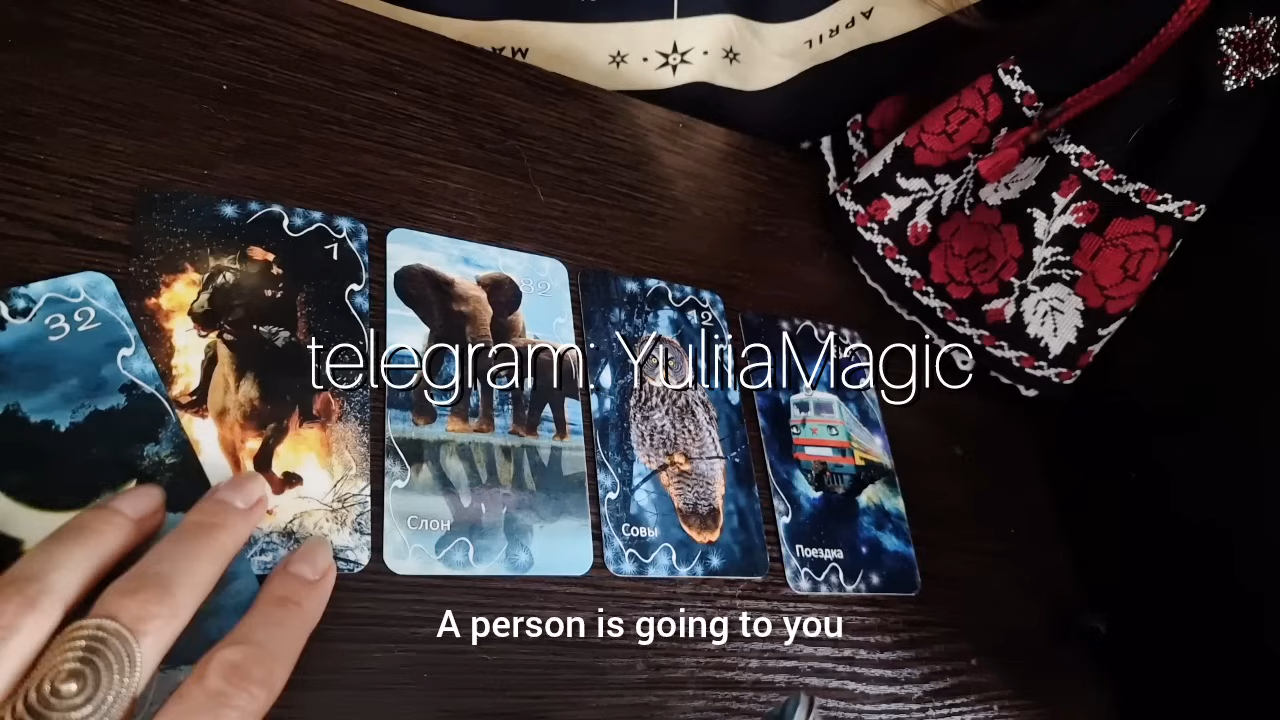 APRIL
32
1
82
12
telegram: YuliiaMagic
Слон
Совы
Поездка
A person is going to you